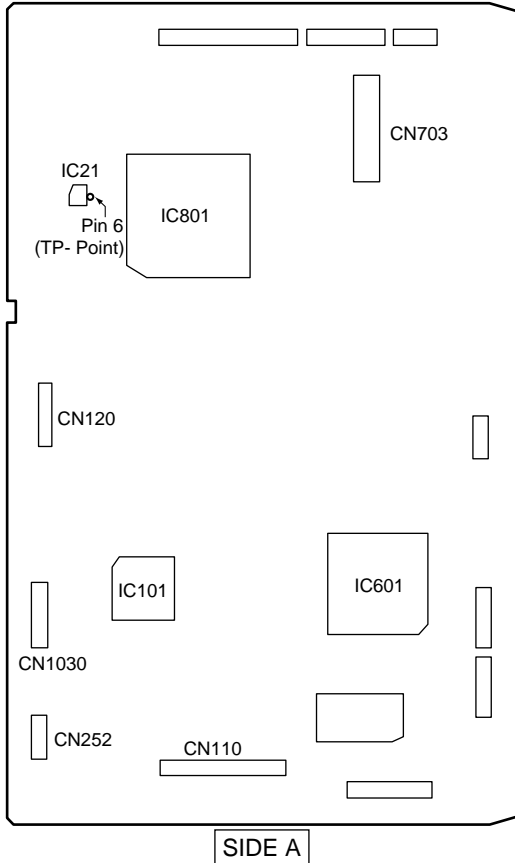 CN703
IC21
IC801
Pin 6
(TP- Point)
CN120
IC101
IC601
CN1030
CN252
CN110
SIDE A